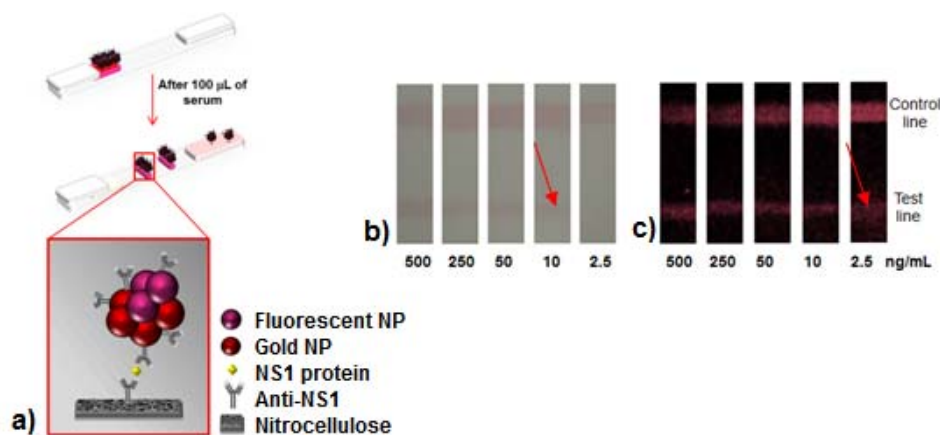 After 100 µL of
serum
Fluorescent NP
Gold NP
NS1 protein
Anti-NS1
Nitrocellulose
a)
b)
500 250 50 10 2.5
c)
Control
line
Test
line
500 250 50 10 2.5 ng/mL